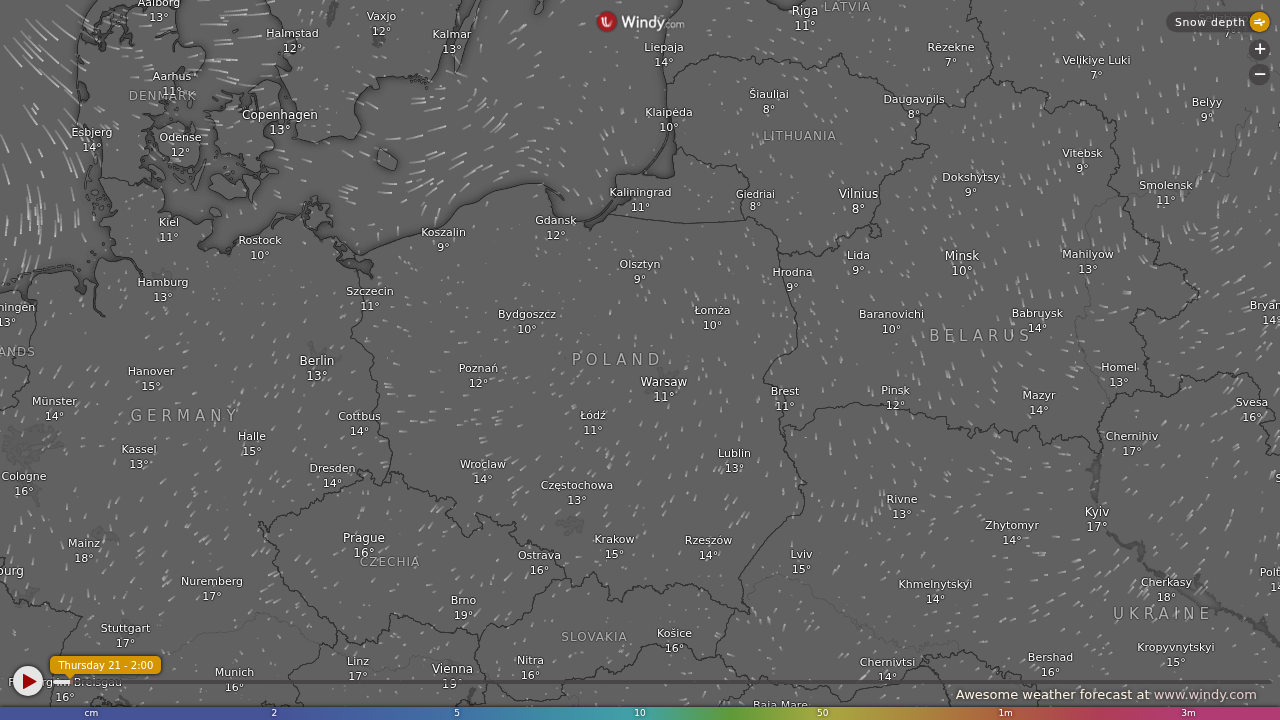 Aalborg
13°
Halmstad
12°
Vaxjo
12°
Kalmar
13°
Windy.com
Riga
11°
LATVIA
Snow depth
7°
Liepaja
14°
Rēzekne
7°
Velikiye Luki
7°
+
−
Aarhus
11°
DENMARK
Copenhagen
13°
Šiauliai
8°
Daugavpils
8°
Belyy
9°
Klaipėda
10°
Esbjerg
14°
Odense
12°
LITHUANIA
Vitebsk
9°
Kaliningrad
11°
Giedriai
8°
Vilnius
8°
Dokshytsy
9°
Smolensk
11°
Kiel
11°
Rostock
10°
Koszalin
9°
Gdansk
12°
Olsztyn
9°
Hrodna
9°
Lida
9°
Minsk
10°
Mahilyow
13°
Hamburg
13°
Szczecin
11°
13°
Bydgoszcz
10°
Łomża
10°
Baranovichi
10°
Babruysk
14°
BELARUS
14°
POLAND
Hanover
15°
Berlin
13°
Poznań
12°
Warsaw
11°
Brest
11°
Pinsk
12°
Homel
13°
Mazyr
14°
Münster
14°
GERMANY
Cottbus
14°
Łódź
11°
Svesa
16°
Kassel
13°
Halle
15°
Chernihiv
17°
Cologne
16°
Dresden
14°
Wroclaw
14°
Lublin
13°
Częstochowa
13°
Rivne
13°
Kyiv
17°
Zhytomyr
14°
Mainz
18°
Prague
16°
CZECHIA
Ostrava
16°
Krakow
15°
Rzeszów
14°
Lviv
15°
Nuremberg
17°
Khmelnytskyi
14°
Cherkasy
18°
UKRAINE
Brno
19°
Stuttgart
17°
SLOVAKIA
Košice
16°
Kropyvnytskyi
15°
Thursday 21 - 2:00
Linz
17°
Nitra
16°
Vienna
19°
Munich
16°
Chernivtsi
14°
Bershad
16°
Breisgau
16°
Baia Mare
Awesome weather forecast at www.windy.com
cm 2 5 10 50 1m 3m